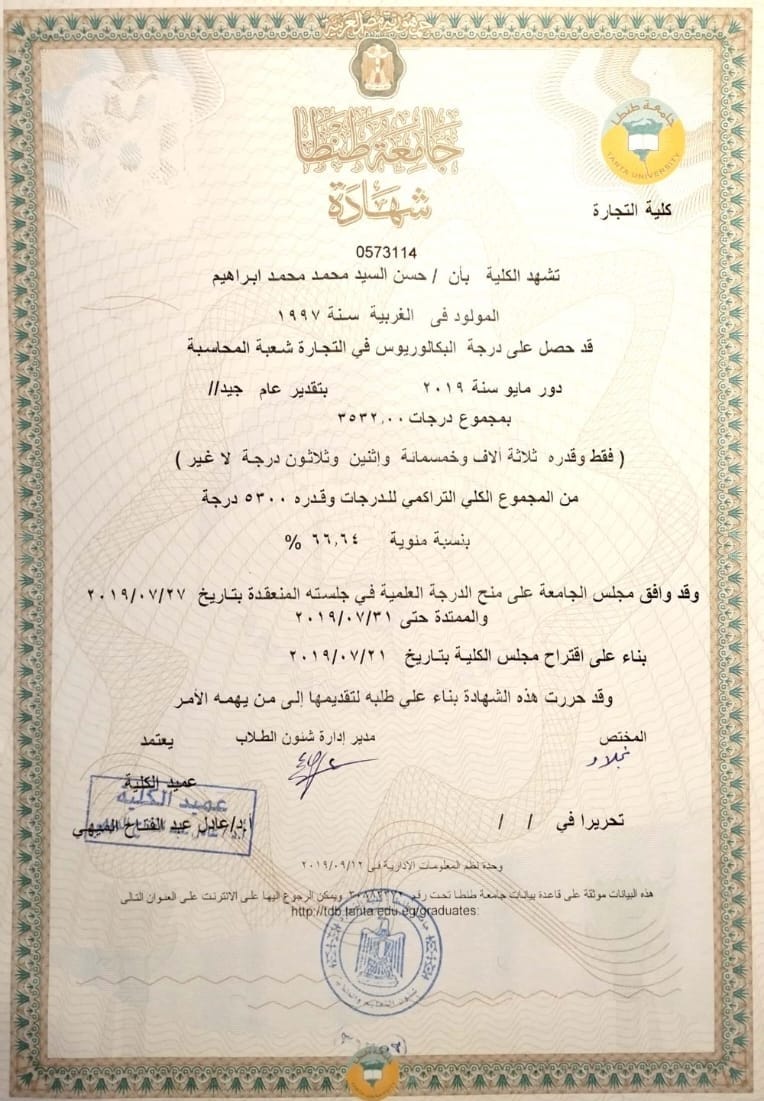 جمهورية مصر العربية
جامعة طنطا
جامعة طنطا
TANTA UNIVERSITY
شهادة
كلية التجارة
0573114
تشهد الكلية بأن / حسن السيد محمد محمد ابراهيم
المولود فى الغربية سنة ١٩٩٧
قد حصل على درجة البكالوريوس في التجارة شعبة المحاسبة
دور مايو سنة ٢٠١٩ بتقدير عام جيد//
بمجموع درجات ٣٥٣٢,٠٠
( فقط وقدره ثلاثة آلاف وخمسمائة واثنين وثلاثون درجة لا غير )
من المجموع الكلي التراكمي للدرجات وقدره ٥٣٠٠ درجة
بنسبة مئوية ٦٦,٦٤ %
وقد وافق مجلس الجامعة على منح الدرجة العلمية في جلسته المنعقدة بتاريخ ٢٠١٩/٠٧/٢٧
والممتدة حتى ٢٠١٩/٠٧/٣١
بناء على اقتراح مجلس الكلية بتاريخ ٢٠١٩/٠٧/٢١
وقد حررت هذه الشهادة بناء علي طلبه لتقديمها إلى من يهمه الأمر
المختص مدير إدارة شئون الطلاب يعتمد
نجلاء
عميد الكلية
عميد الكلية
ا.د/عادل عبد الفتاح الميهي
تحريرا في / /
وحدة نظم المعلومات الإدارية فى ٢٠١٩/٠٩/١٢
هذه البيانات موثقة على قاعدة بيانات جامعة طنطا تحت رقم ويمكن الرجوع اليها على الانترنت على العنوان التالى
http://tdb.tanta.edu.eg/graduates: